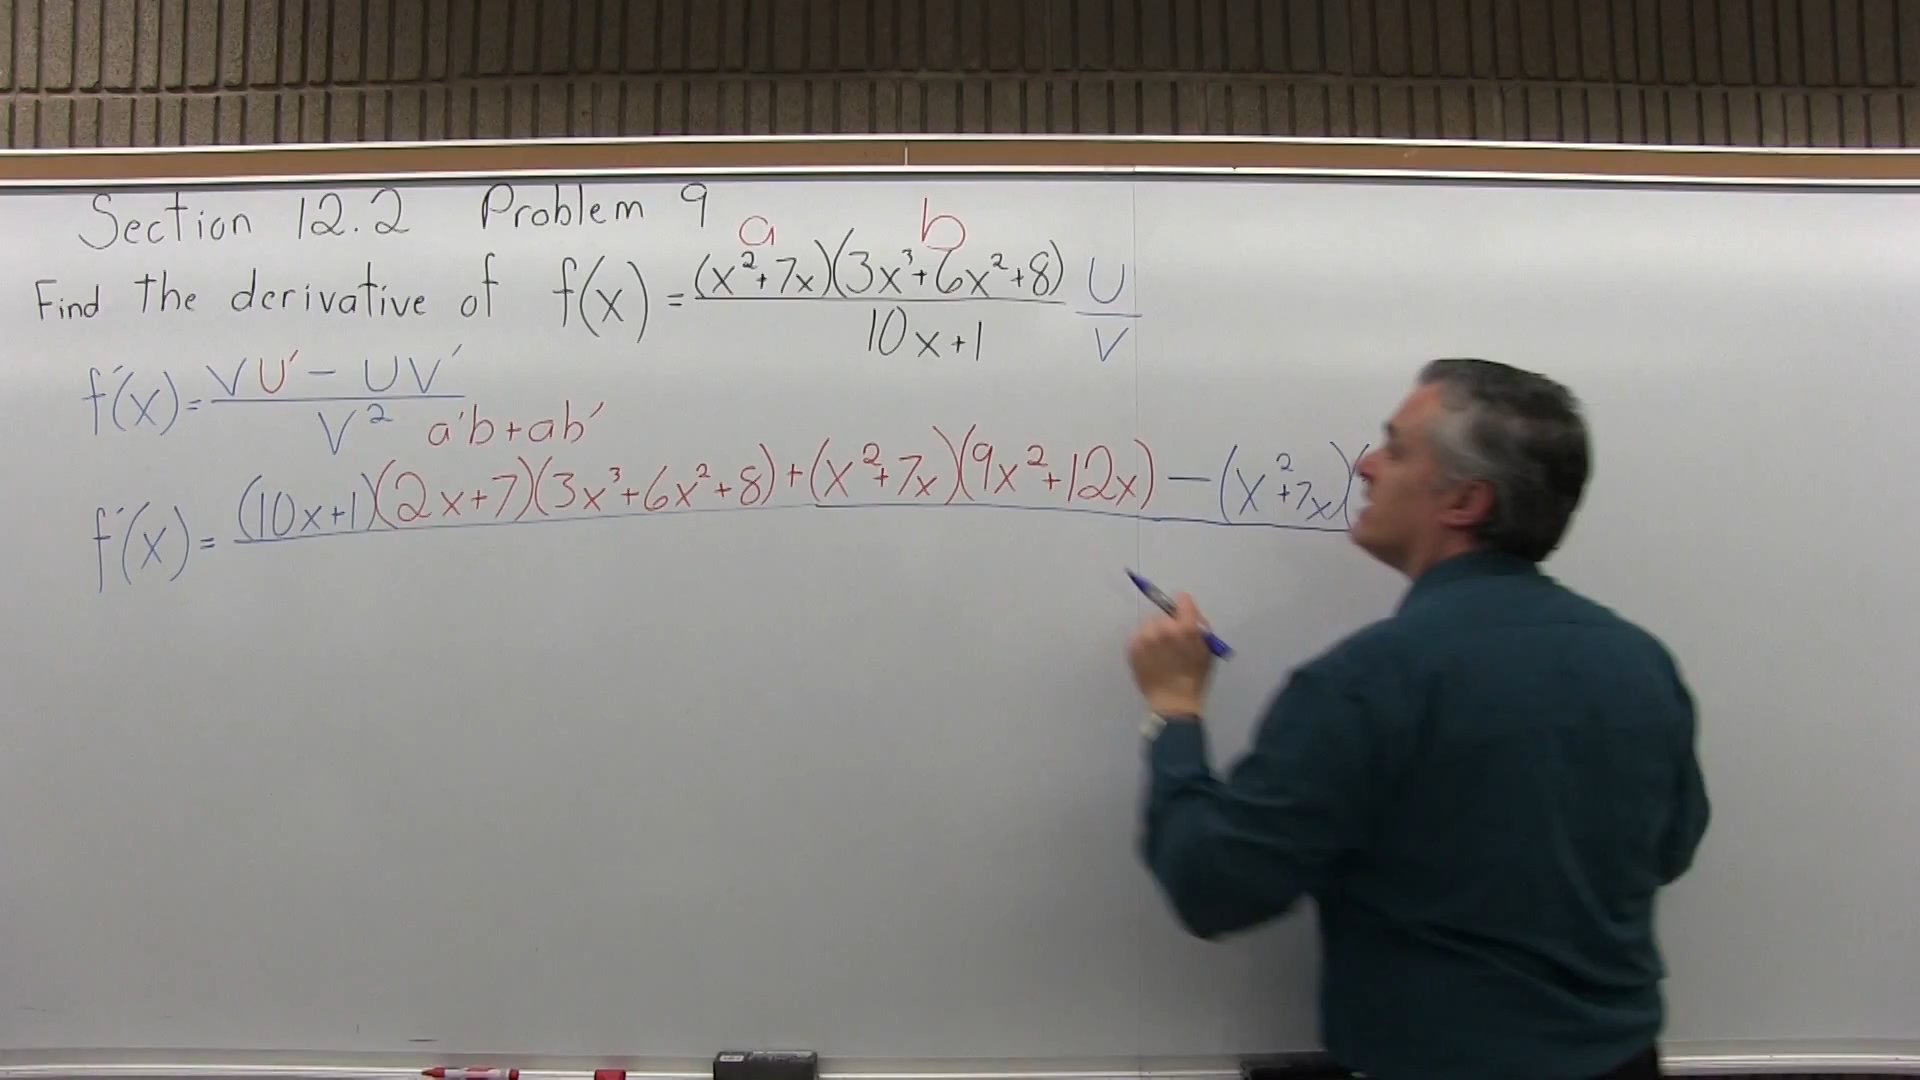 Section 12.2 Problem 9
a b
Find the derivative of f(x) = (x²+7x)(3x³+6x²+8) / 10x+1 U/V
f'(x) = VU' - UV' / V²
a'b+ab'
f'(x) = (10x+1)(2x+7)(3x³+6x²+8)+(x²+7x)(9x²+12x) - (x²+7x)(